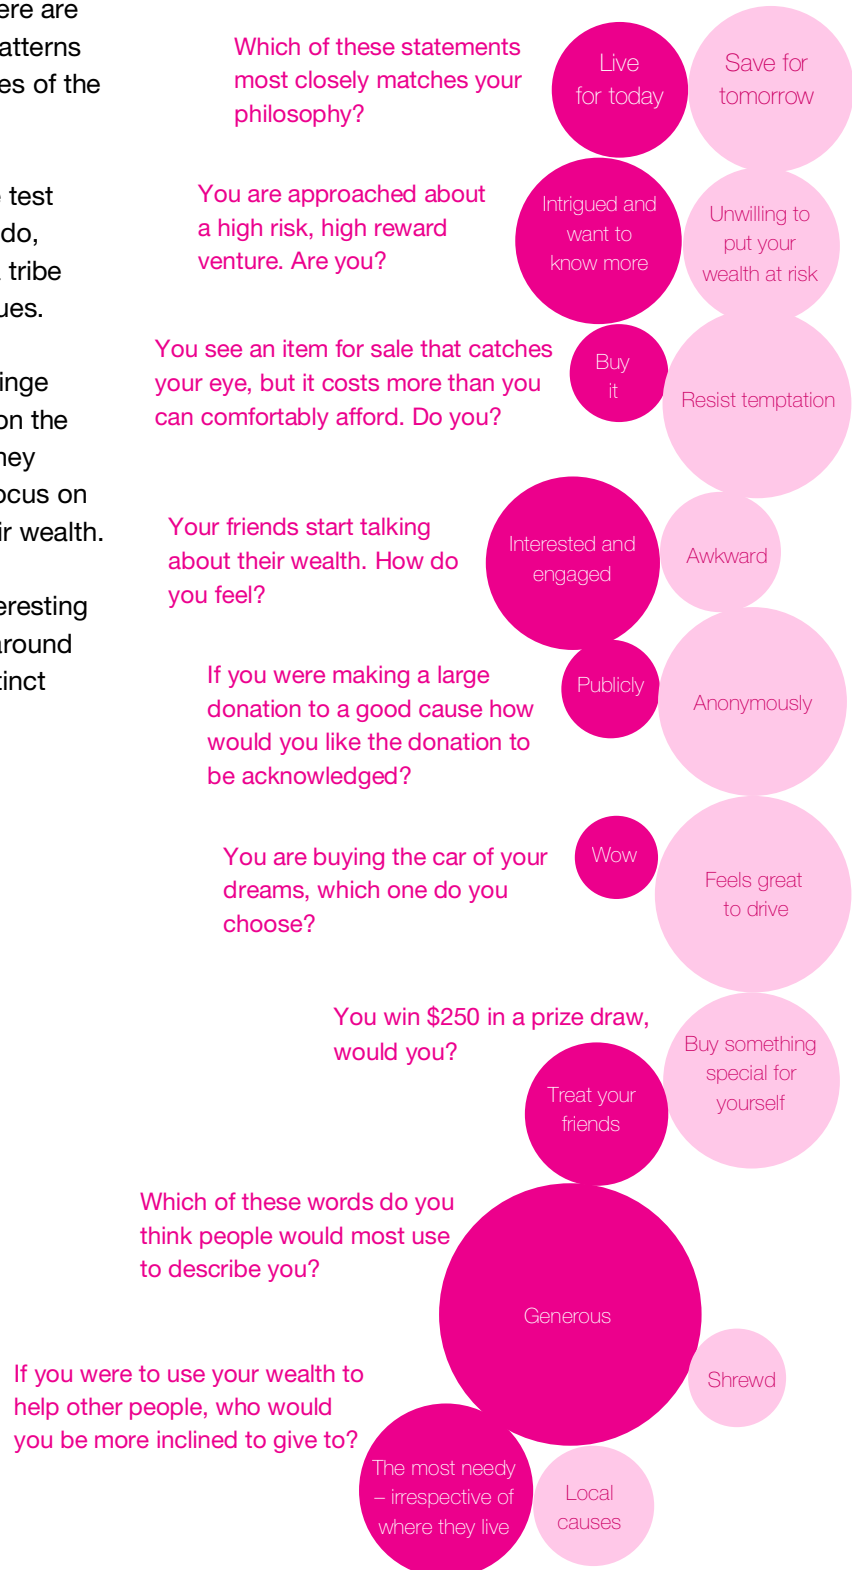 ere are
atterns
es of the
test
do,
tribe
ues.
inge
on the
hey
ocus on
ir wealth.
eresting
around
tinct
Which of these statements
most closely matches your
philosophy?
Live
for today
Save for
tomorrow
You are approached about
a high risk, high reward
venture. Are you?
Intrigued and
want to
know more
Unwilling to
put your
wealth at risk
You see an item for sale that catches
your eye, but it costs more than you
can comfortably afford. Do you?
Buy
it
Resist temptation
Your friends start talking
about their wealth. How do
you feel?
Interested and
engaged
Awkward
If you were making a large
donation to a good cause how
would you like the donation to
be acknowledged?
Publicly
Anonymously
You are buying the car of your
dreams, which one do you
choose?
Wow
Feels great
to drive
You win $250 in a prize draw,
would you?
Treat your
friends
Buy something
special for
yourself
Which of these words do you
think people would most use
to describe you?
Generous
Shrewd
If you were to use your wealth to
help other people, who would
you be more inclined to give to?
The most needy
– irrespective of
where they live
Local
causes